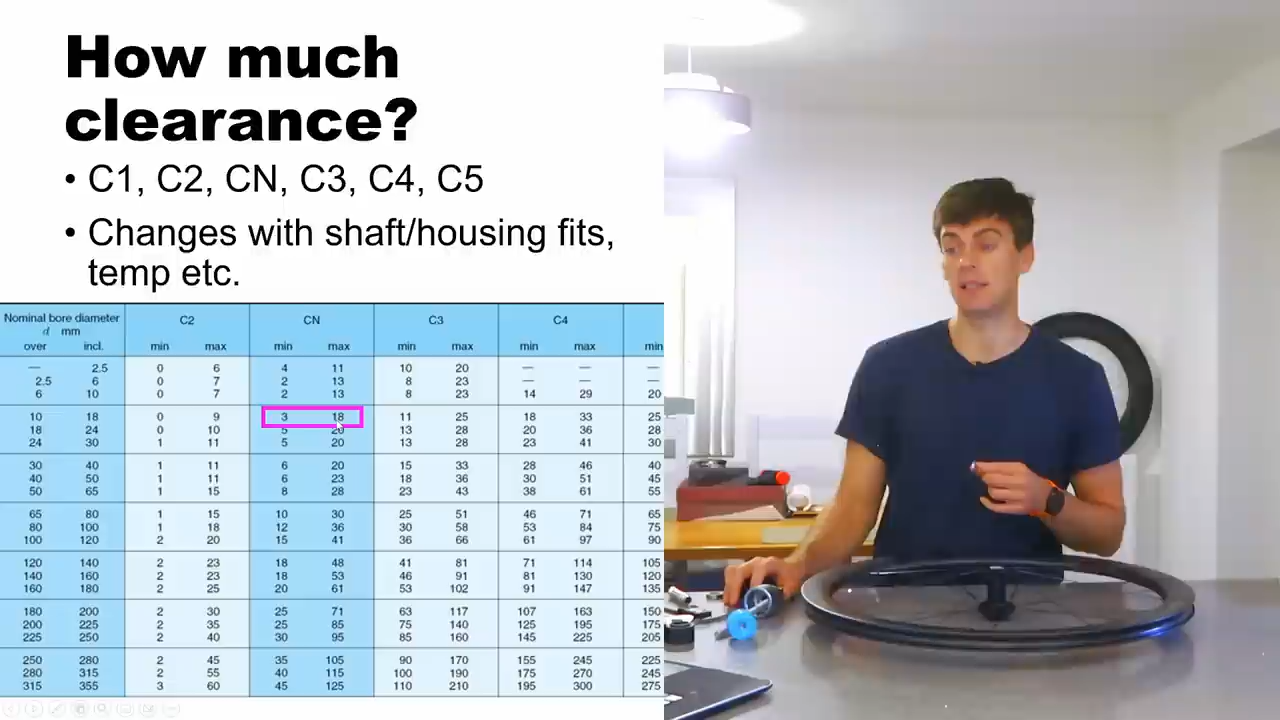 How much
clearance?
• C1, C2, CN, C3, C4, C5
• Changes with shaft/housing fits,
temp etc.
Nominal bore diameter C2 CN C3 C4
d mm
over incl. min max min max min max min max min
— 2.5 0 6 4 11 10 20 — — —
2.5 6 0 7 2 13 8 23 — — —
6 10 0 7 2 13 8 23 14 29 20
10 18 0 9 3 18 11 25 18 33 25
18 24 0 10 5 20 13 28 20 36 28
24 30 1 11 5 20 13 28 23 41 30
30 40 1 11 6 20 15 33 28 46 40
40 50 1 11 6 23 18 36 30 51 45
50 65 1 15 8 28 23 43 38 61 55
65 80 1 15 10 30 25 51 46 71 65
80 100 1 18 12 36 30 58 53 84 75
100 120 2 20 15 41 36 66 61 97 90
120 140 2 23 18 48 41 81 71 114 105
140 160 2 23 18 53 46 91 81 130 120
160 180 2 25 20 61 53 102 91 147 135
180 200 2 30 25 71 63 117 107 163 150
200 225 2 35 25 85 75 140 125 195 175
225 250 2 40 30 95 85 160 145 225 205
250 280 2 45 35 105 90 170 155 245 225
280 315 2 55 40 115 100 190 175 270 245
315 355 3 60 45 125 110 210 195 300 275